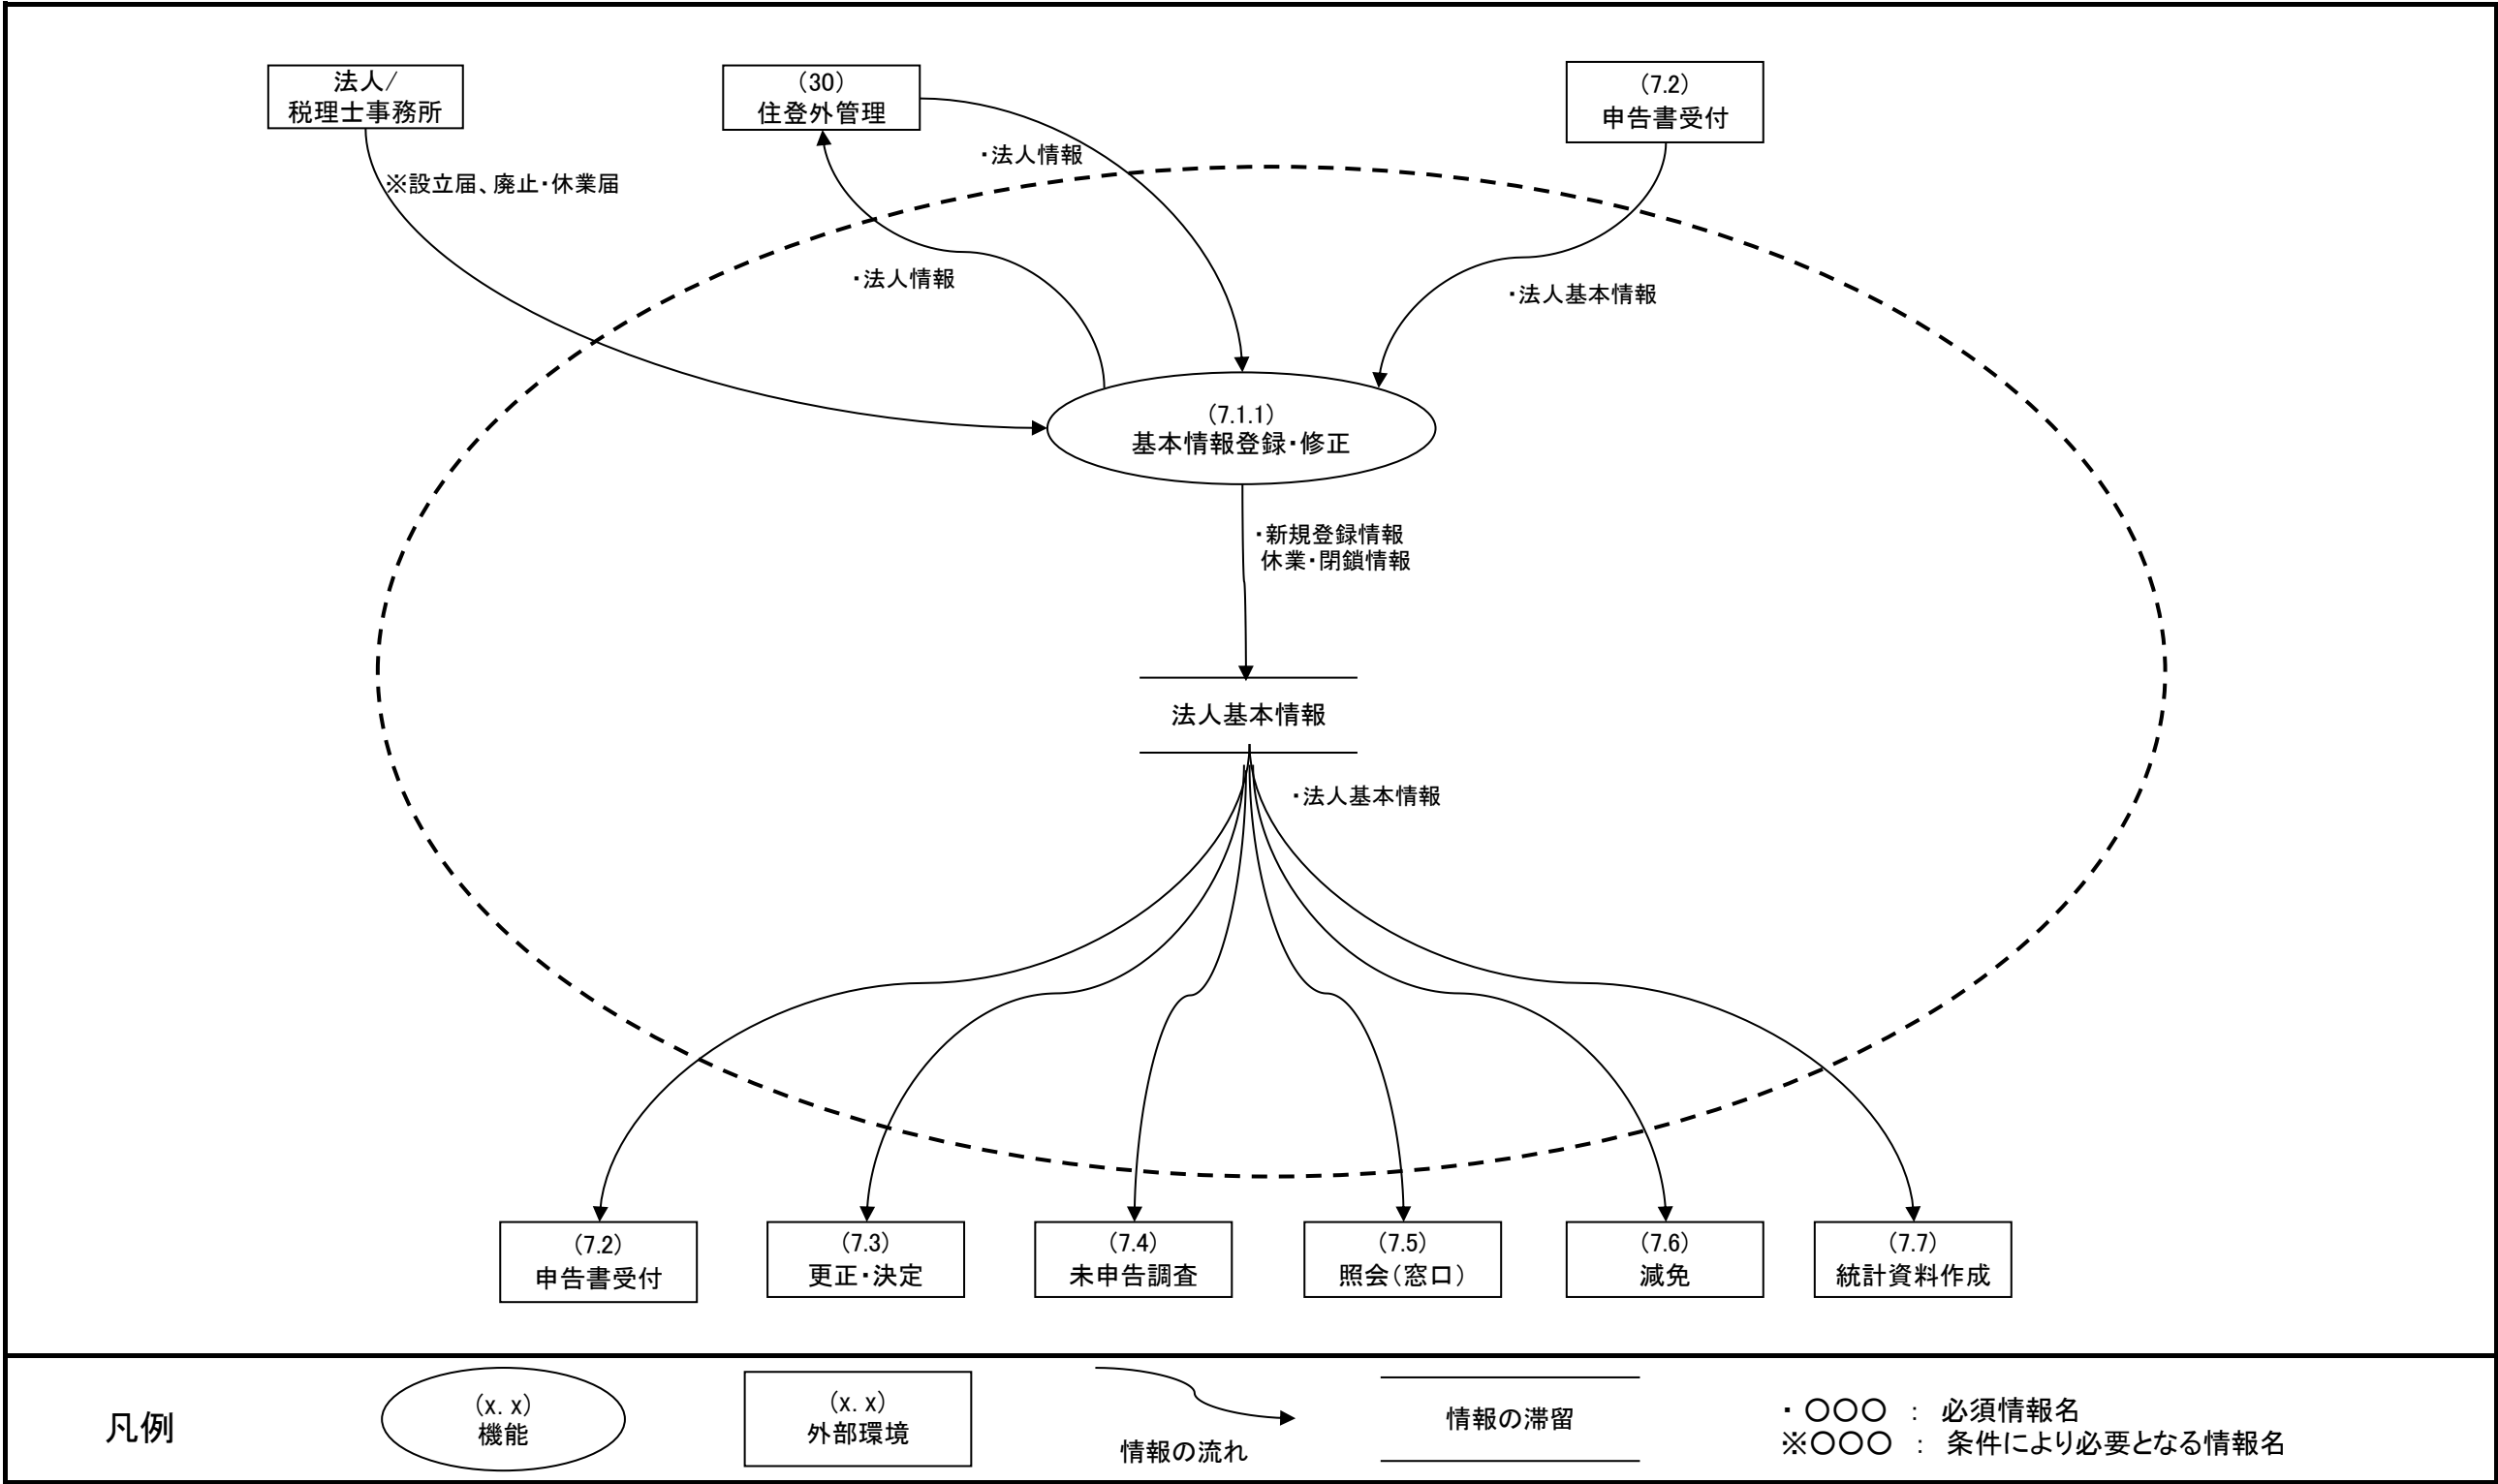 法人/
税理士事務所
(30)
住登外管理
(7.2)
申告書受付
・法人情報
※設立届、廃止・休業届
・法人情報
・法人基本情報
(7.1.1)
基本情報登録・修正
・新規登録情報
休業・閉鎖情報
法人基本情報
・法人基本情報
(7.2)
申告書受付
(7.3)
更正・決定
(7.4)
未申告調査
(7.5)
照会(窓口)
(7.6)
減免
(7.7)
統計資料作成
凡例
(x.x)
機能
(x.x)
外部環境
情報の流れ
情報の滞留
・ 〇〇〇 : 必須情報名
※〇〇〇 : 条件により必要となる情報名